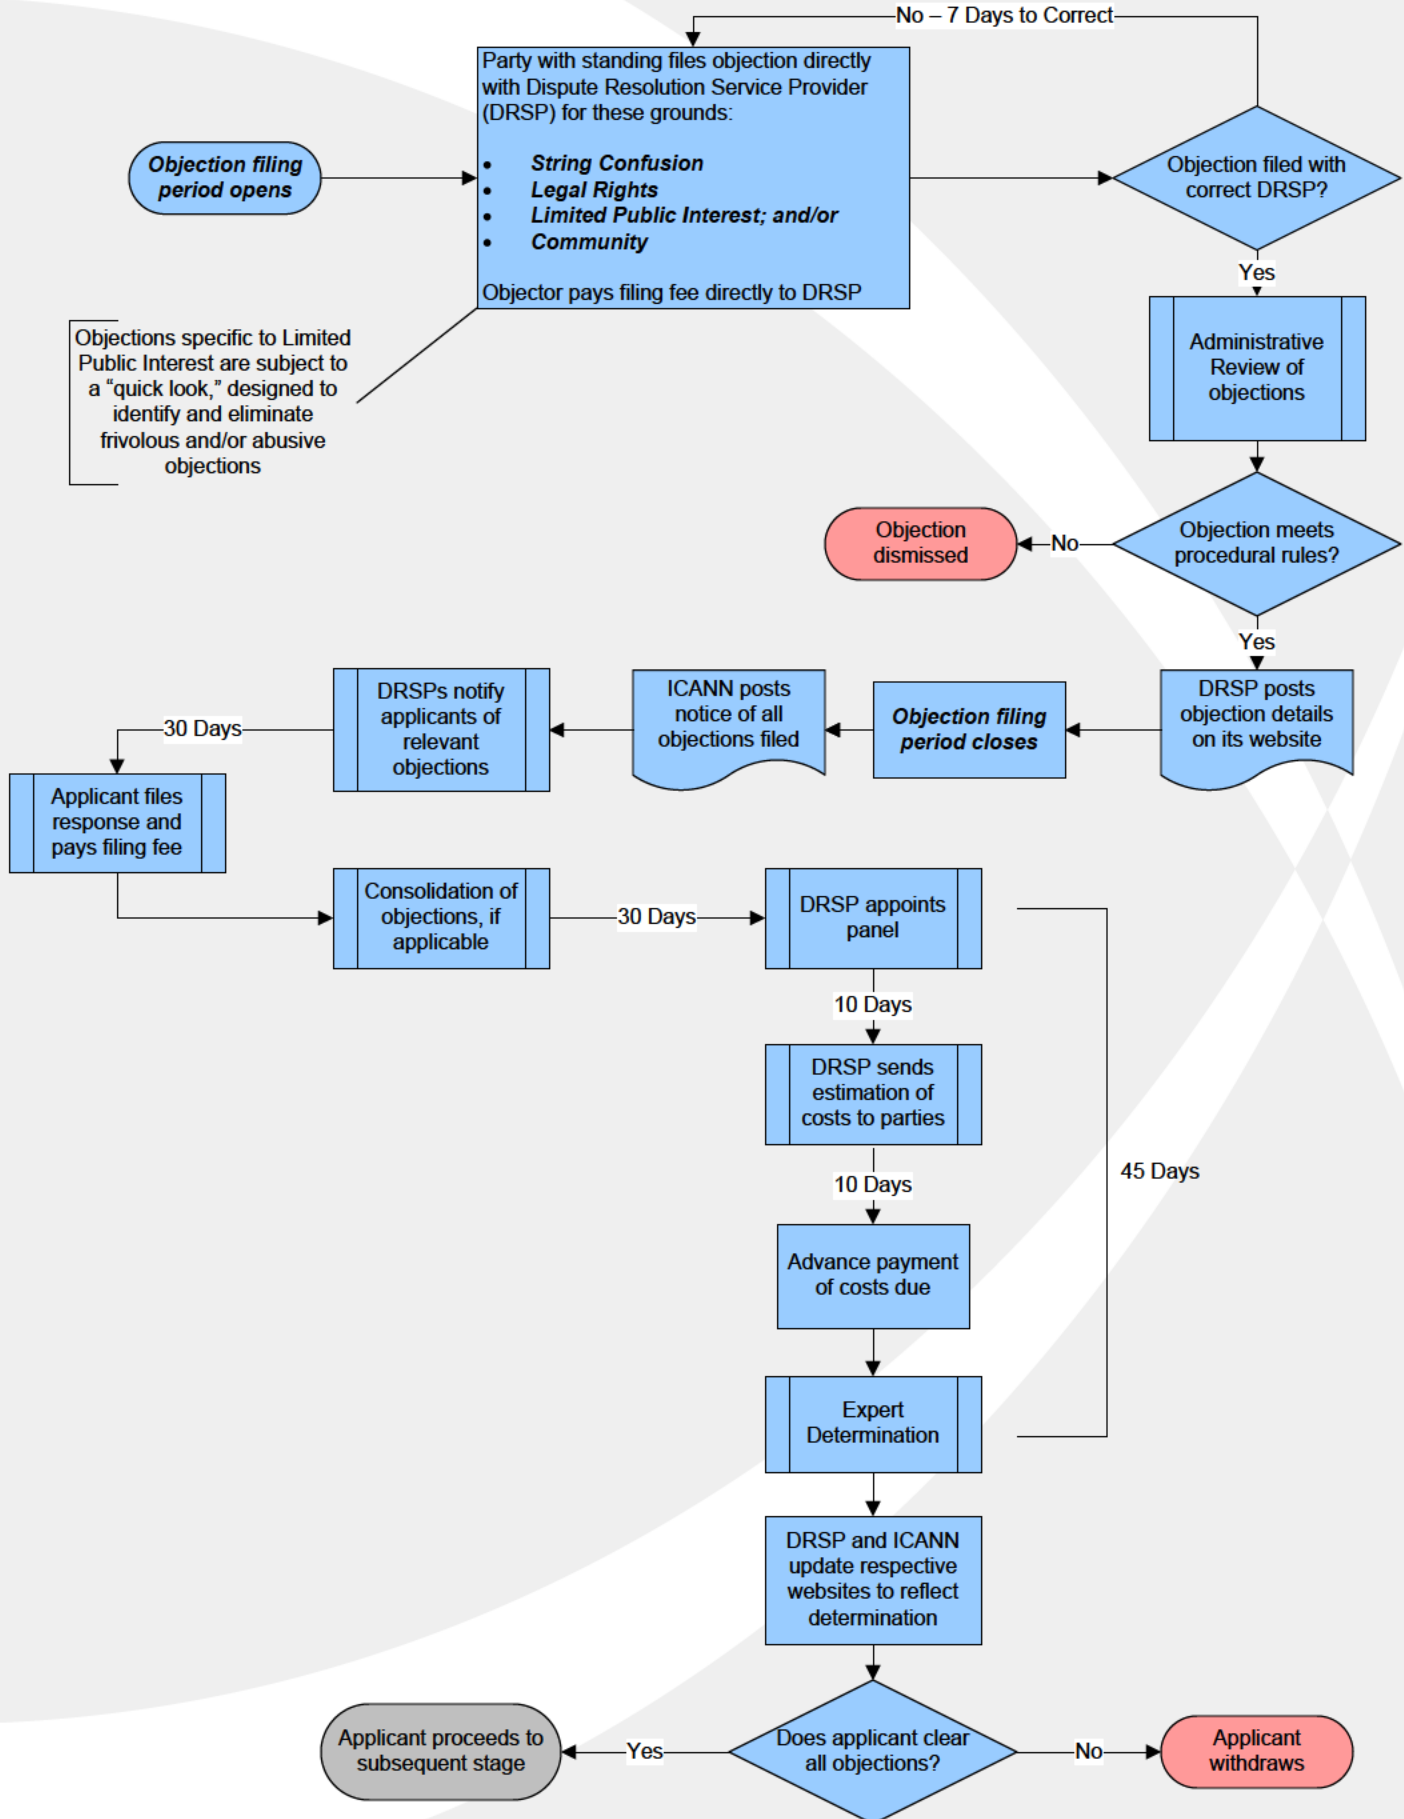 No – 7 Days to Correct
Party with standing files objection directly
with Dispute Resolution Service Provider
(DRSP) for these grounds:
• String Confusion
• Legal Rights
• Limited Public Interest; and/or
• Community
Objector pays filing fee directly to DRSP
Objection filing
period opens
Objection filed with
correct DRSP?
Yes
Objections specific to Limited
Public Interest are subject to
a “quick look,” designed to
identify and eliminate
frivolous and/or abusive
objections
Administrative
Review of
objections
Objection meets
procedural rules?
No
Objection
dismissed
Yes
DRSP posts
objection details
on its website
Objection filing
period closes
ICANN posts
notice of all
objections filed
DRSPs notify
applicants of
relevant
objections
30 Days
Applicant files
response and
pays filing fee
Consolidation of
objections, if
applicable
30 Days
DRSP appoints
panel
10 Days
DRSP sends
estimation of
costs to parties
10 Days
45 Days
Advance payment
of costs due
Expert
Determination
DRSP and ICANN
update respective
websites to reflect
determination
Does applicant clear
all objections?
Yes
Applicant proceeds to
subsequent stage
No
Applicant
withdraws